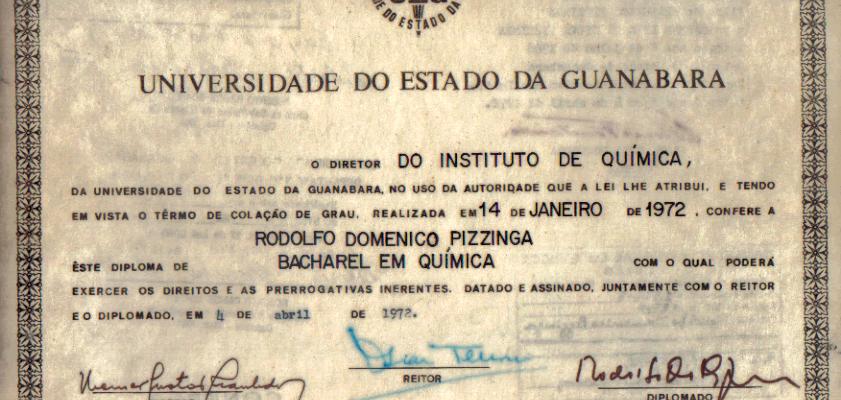 DO ESTADO DA
UNIVERSIDADE DO ESTADO DA GUANABARA
O DIRETOR DO INSTITUTO DE QUÍMICA,
DA UNIVERSIDADE DO ESTADO DA GUANABARA, NO USO DA AUTORIDADE QUE A LEI LHE ATRIBUI, E TENDO
EM VISTA O TÊRMO DE COLAÇÃO DE GRAU, REALIZADA EM 14 DE JANEIRO DE 1972, CONFERE A
RODOLFO DOMENICO PIZZINGA
ÊSTE DIPLOMA DE BACHAREL EM QUÍMICA COM O QUAL PODERÁ
EXERCER OS DIREITOS E AS PRERROGATIVAS INERENTES. DATADO E ASSINADO, JUNTAMENTE COM O REITOR
E O DIPLOMADO, EM 4 DE abril DE 1972.
REITOR
DIPLOMADO